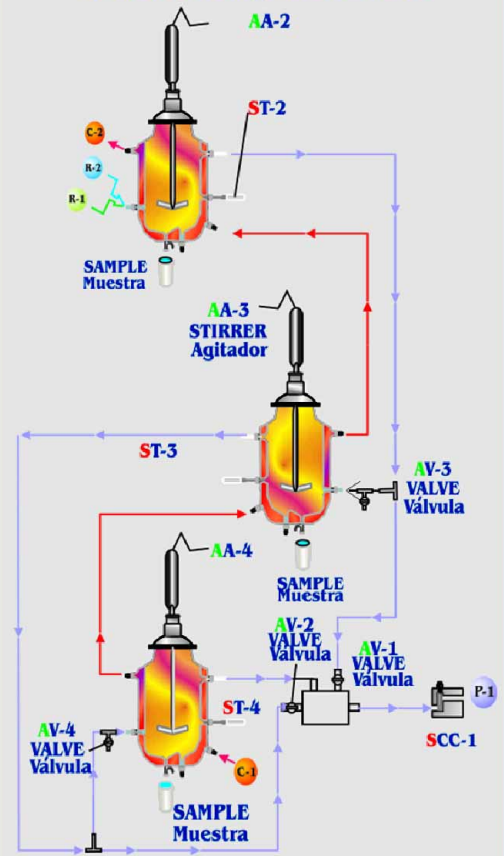 AA-2
C-2
ST-2
R-2
R-1
SAMPLE
Muestra
AA-3
STIRRER
Agitador
ST-3
AV-3
VALVE
Válvula
AA-4
SAMPLE
Muestra
AV-2
VALVE
Válvula
AV-1
VALVE
Válvula
ST-4
P-1
AV-4
VALVE
Válvula
SCC-1
C-1
SAMPLE
Muestra